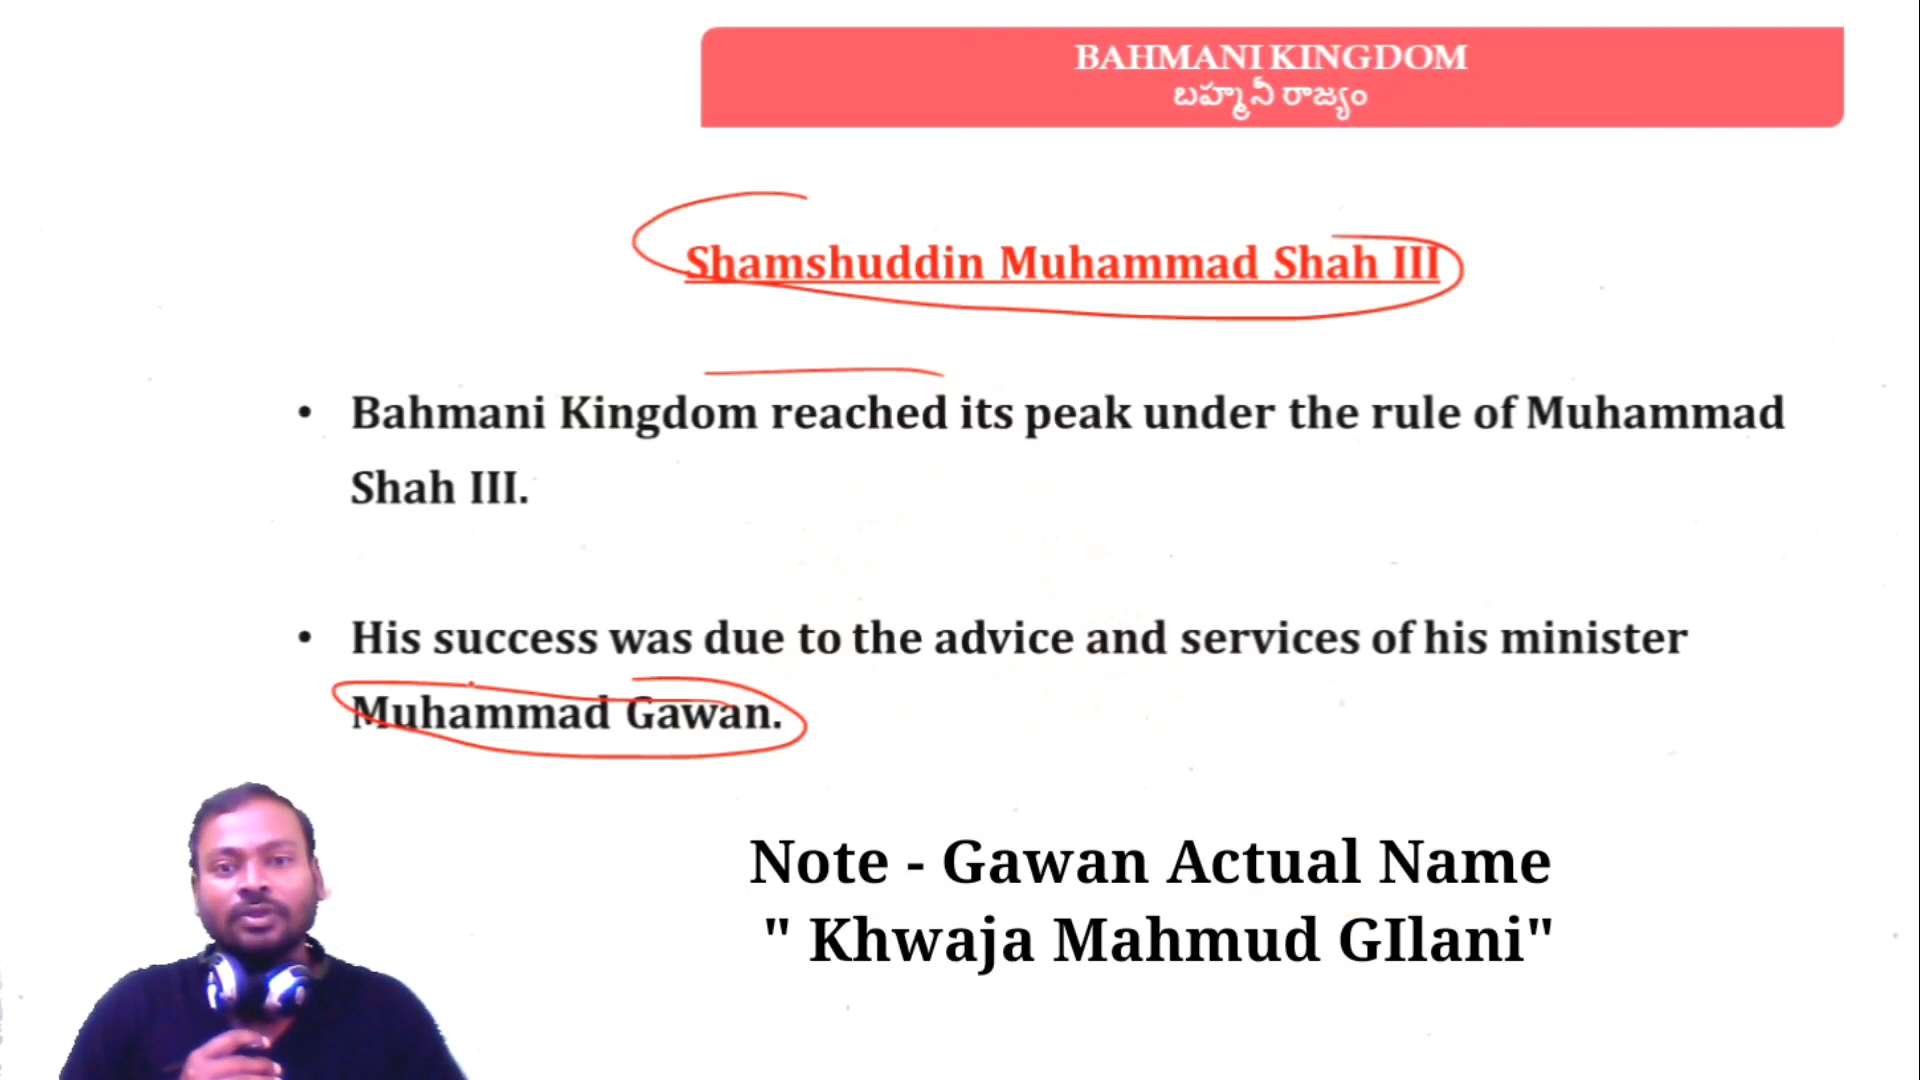 BAHMANI KINGDOM
బహ్మనీ రాజ్యం
Shamshuddin Muhammad Shah III
• Bahmani Kingdom reached its peak under the rule of Muhammad
Shah III.
• His success was due to the advice and services of his minister
Muhammad Gawan.
Note - Gawan Actual Name
" Khwaja Mahmud GIlani"